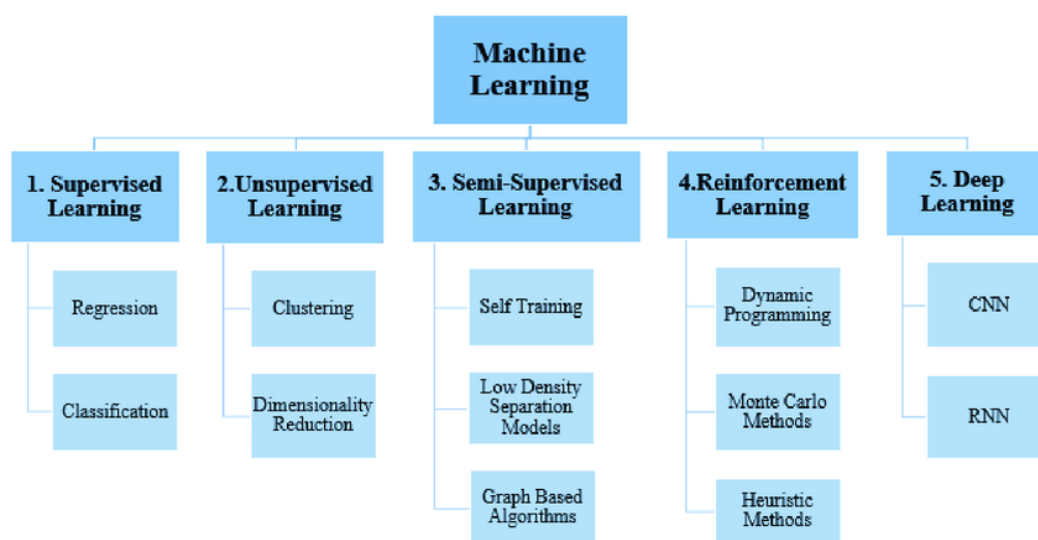 Machine
Learning
1. Supervised
Learning
2.Unsupervised
Learning
3. Semi-Supervised
Learning
4.Reinforcement
Learning
5. Deep
Learning
Regression
Classification
Clustering
Dimensionality
Reduction
Self Training
Low Density
Separation
Models
Graph Based
Algorithms
Dynamic
Programming
Monte Carlo
Methods
Heuristic
Methods
CNN
RNN